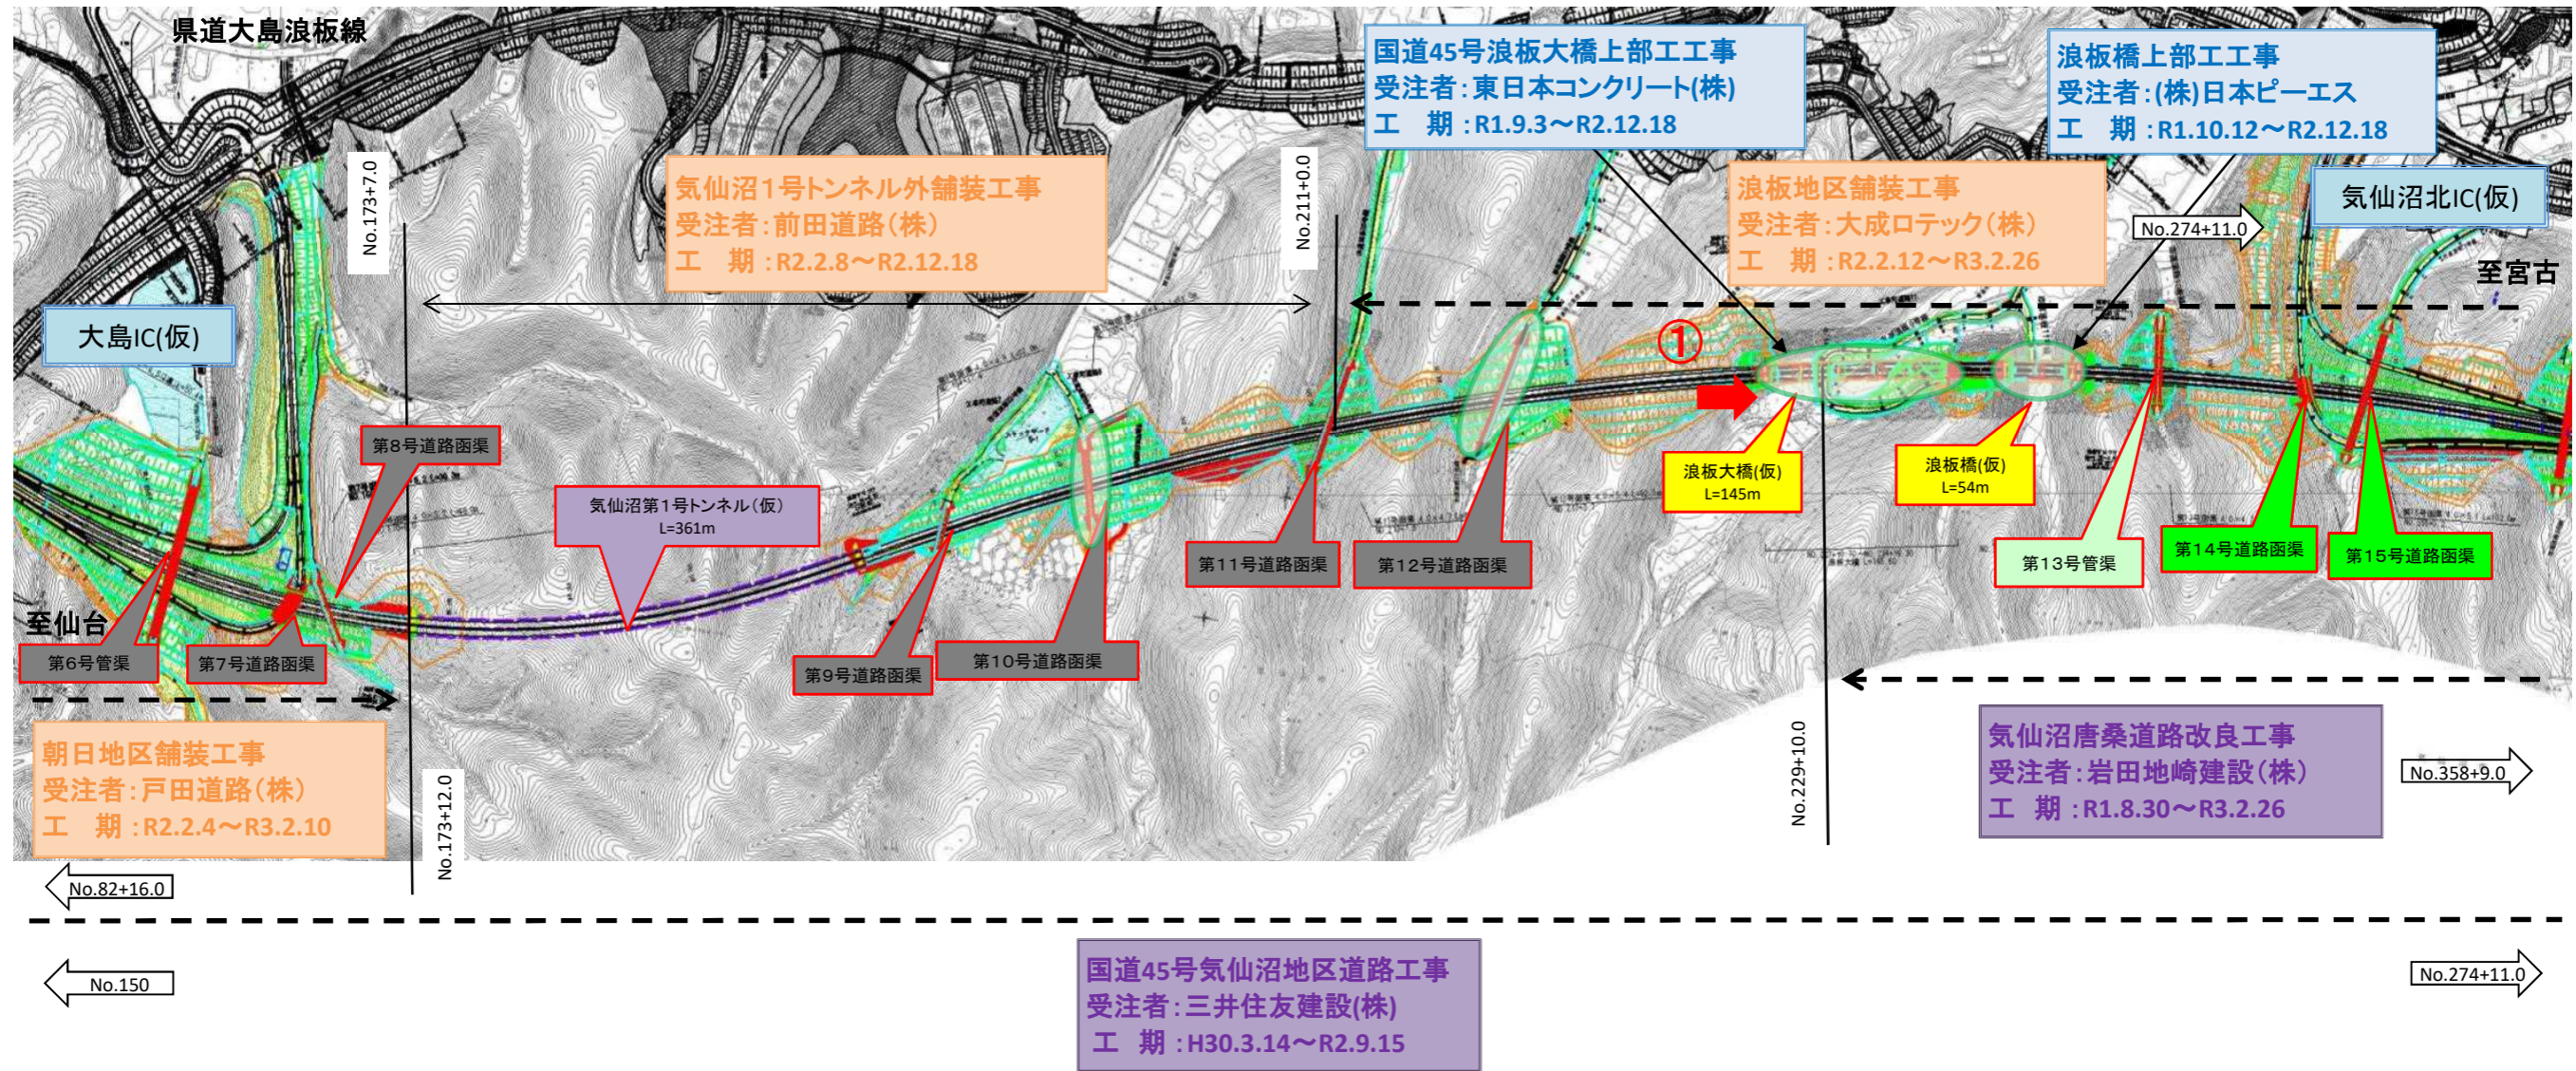 県道大島浪板線
国道45号浪板大橋上部工工事
受注者：東日本コンクリート(株)
工　期：R1.9.3～R2.12.18
浪板橋上部工工事
受注者：(株)日本ピーエス
工　期：R1.10.12～R2.12.18
No.173+7.0
気仙沼１号トンネル外舗装工事
受注者：前田道路（株）
工　期：R2.2.8～R2.12.18
No.211+0.0
浪板地区舗装工事
受注者：大成ロテック（株）
工　期：R2.2.12～R3.2.26
気仙沼北IC(仮)
No.274+11.0
至宮古
大島IC(仮)
①
第8号道路函渠
気仙沼第１号トンネル（仮）
L=361m
浪板大橋(仮)
L=145m
浪板橋(仮)
L=54m
第11号道路函渠
第１２号道路函渠
第１３号管渠
第１４号道路函渠
第１５号道路函渠
至仙台
第6号管渠
第７号道路函渠
第９号道路函渠
第１０号道路函渠
朝日地区舗装工事
受注者：戸田道路（株）
工　期：R2.2.4～R3.2.10
No.173+12.0
No.229+10.0
気仙沼唐桑道路改良工事
受注者：岩田地崎建設（株）
工　期：R1.8.30～R3.2.26
No.358+9.0
No.82+16.0
No.150
国道45号気仙沼地区道路工事
受注者：三井住友建設(株)
工　期：H30.3.14～R2.9.15
No.274+11.0